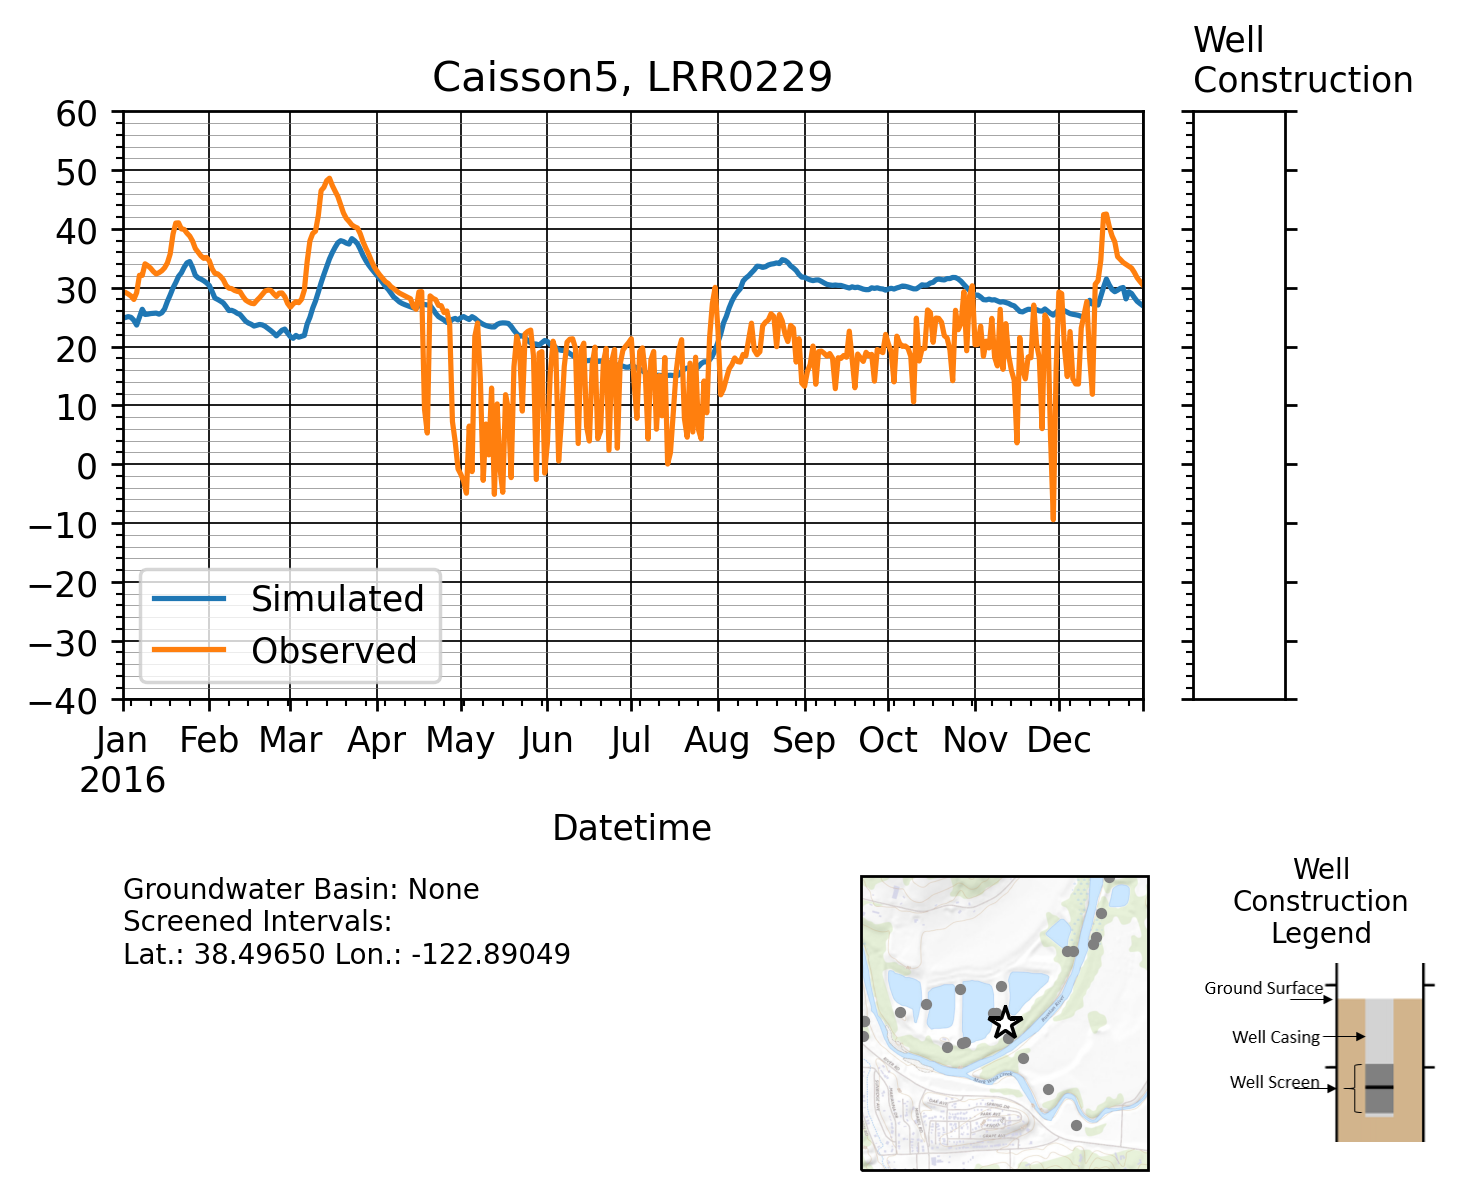 Well
Construction
Caisson5, LRR0229
60
50
40
30
20
10
0
−10
−20
−30
−40
Simulated
Observed
Jan Feb Mar Apr May Jun Jul Aug Sep Oct Nov Dec
2016
Datetime
Groundwater Basin: None
Screened Intervals:
Lat.: 38.49650 Lon.: -122.89049
Well
Construction
Legend
Ground Surface
Well Casing
Well Screen